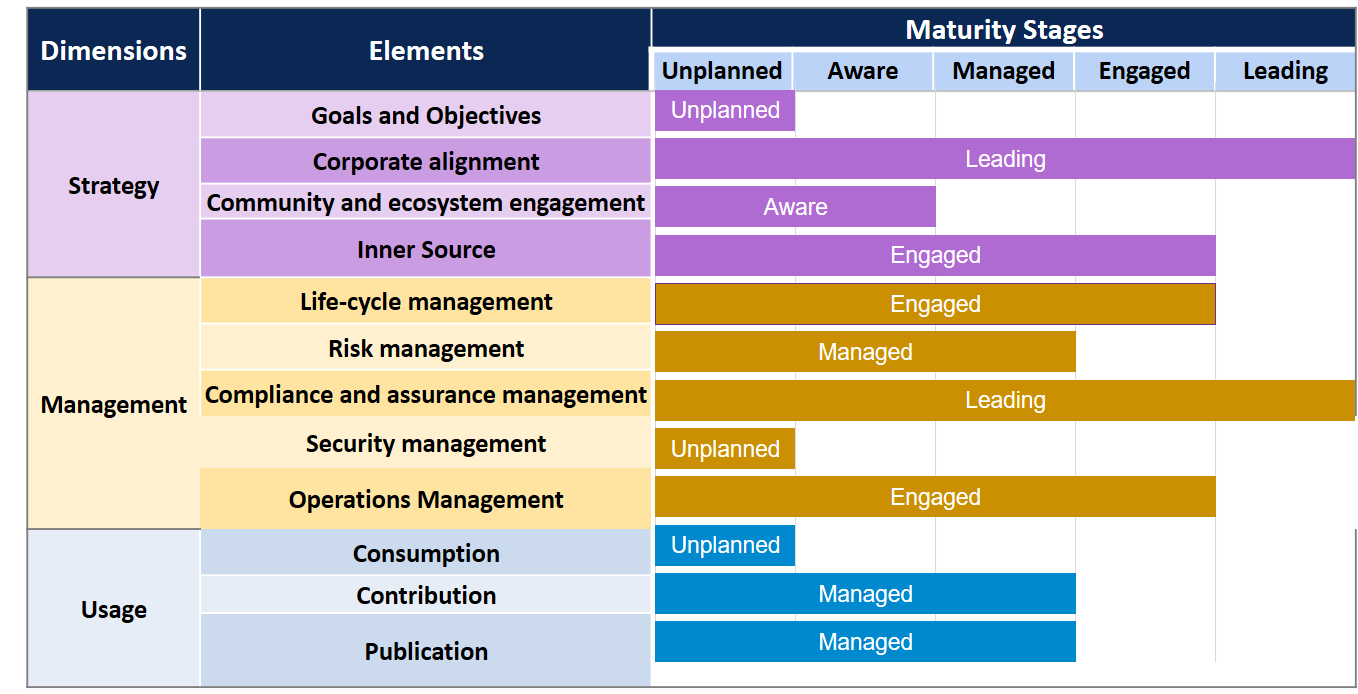 Dimensions
Elements
Maturity Stages
Unplanned Aware Managed Engaged Leading
Strategy
Goals and Objectives
Unplanned
Corporate alignment
Leading
Community and ecosystem engagement
Aware
Inner Source
Engaged
Management
Life-cycle management
Engaged
Risk management
Managed
Compliance and assurance management
Leading
Security management
Unplanned
Operations Management
Engaged
Usage
Consumption
Unplanned
Contribution
Managed
Publication
Managed